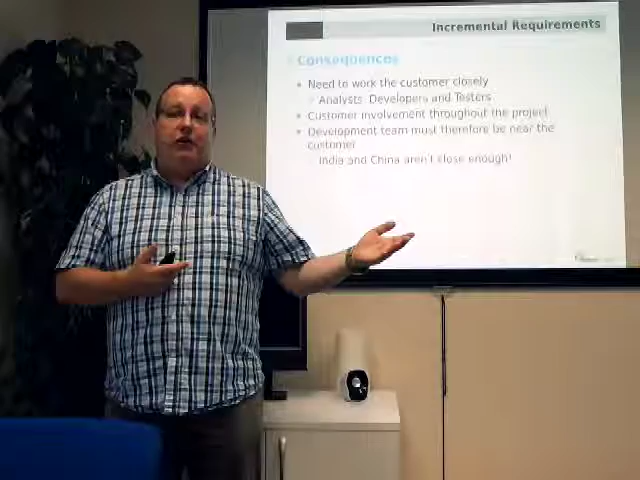 Incremental Requirements
Consequences
Need to work the customer closely
Analysts, Developers and Testers
Customer involvement throughout the project
Development team must therefore be near the
customer
India and China aren't close enough!